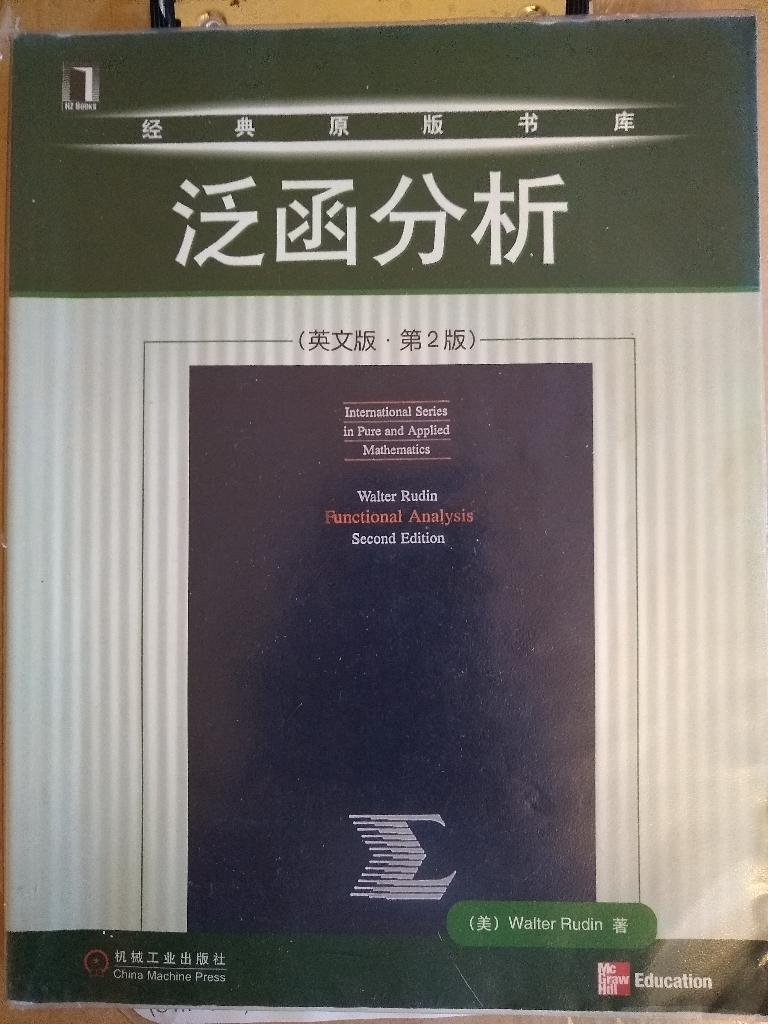 HZ BOOKS
经典原版书库
泛函分析
(英文版·第2版)
International Series
in Pure and Applied
Mathematics
Walter Rudin
Functional Analysis
Second Edition
(美) Walter Rudin 著
机械工业出版社
China Machine Press
Mc
Graw
Hill
Education